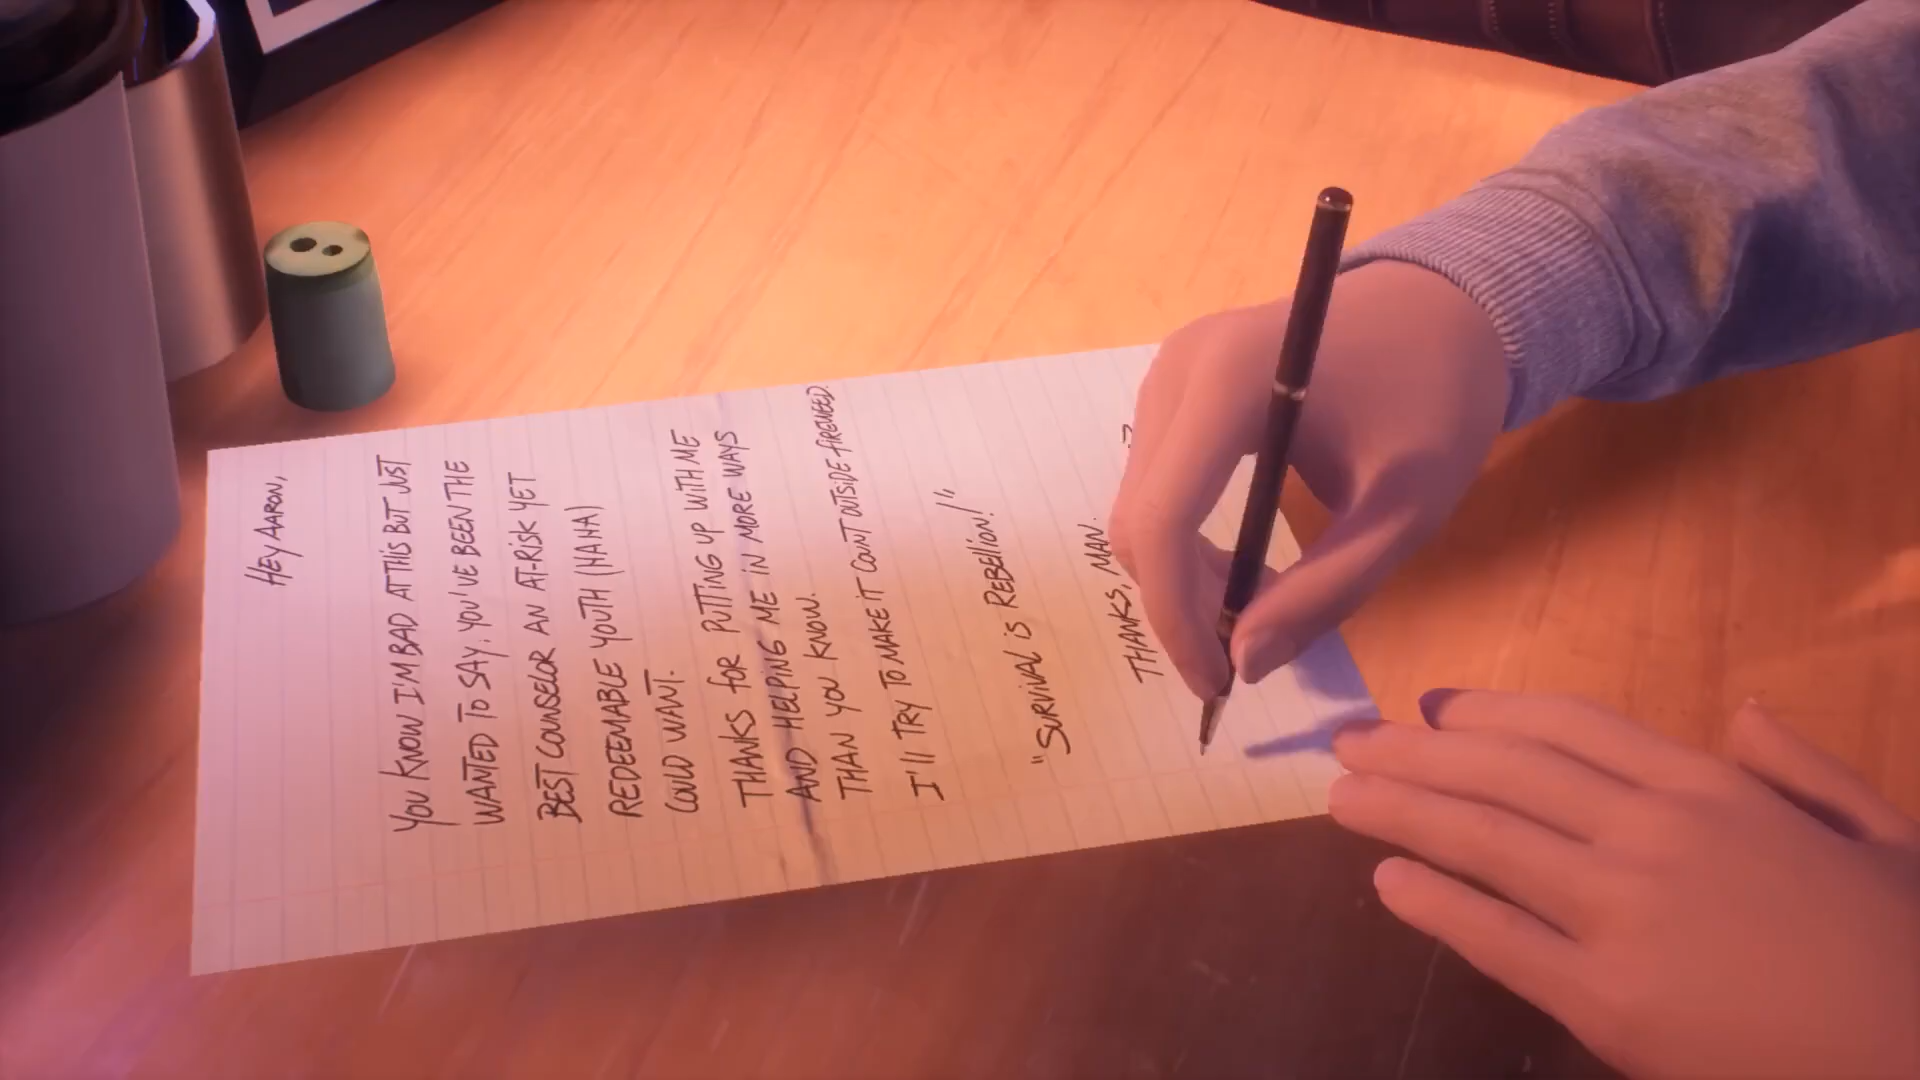 HEY AARON,
YOU KNOW I'M BAD AT THIS BUT JUST
WANTED TO SAY: YOU'VE BEEN THE
BEST COUNSELOR AN AT-RISK YET
REDEEMABLE YOUTH (HAHA)
COULD WANT.
THANKS FOR PUTTING UP WITH ME
AND HELPING ME IN MORE WAYS
THAN YOU KNOW.
I'll TRY TO MAKE IT COUNT OUTSIDE FIREWEED.
"SURVIVAL IS REBELLION!"
THANKS, MAN.